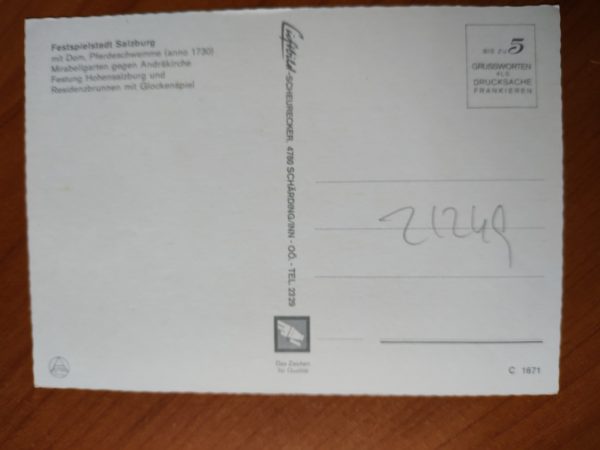 Festspielstadt Salzburg
mit Dom, Pferdeschwemme (anno 1730)
Mirabellgarten gegen Andräkirche
Festung Hohensalzburg und
Residenzbrunnen mit Glockenspiel
Luftbild-SCHEURECKER, 4780 SCHÄRDING/INN - OÖ. - TEL. 2229
BIS ZU 5
GRUSSWORTEN
ALS
DRUCKSACHE
FRANKIEREN
21249
Das Zeichen
für Qualität
C 1671